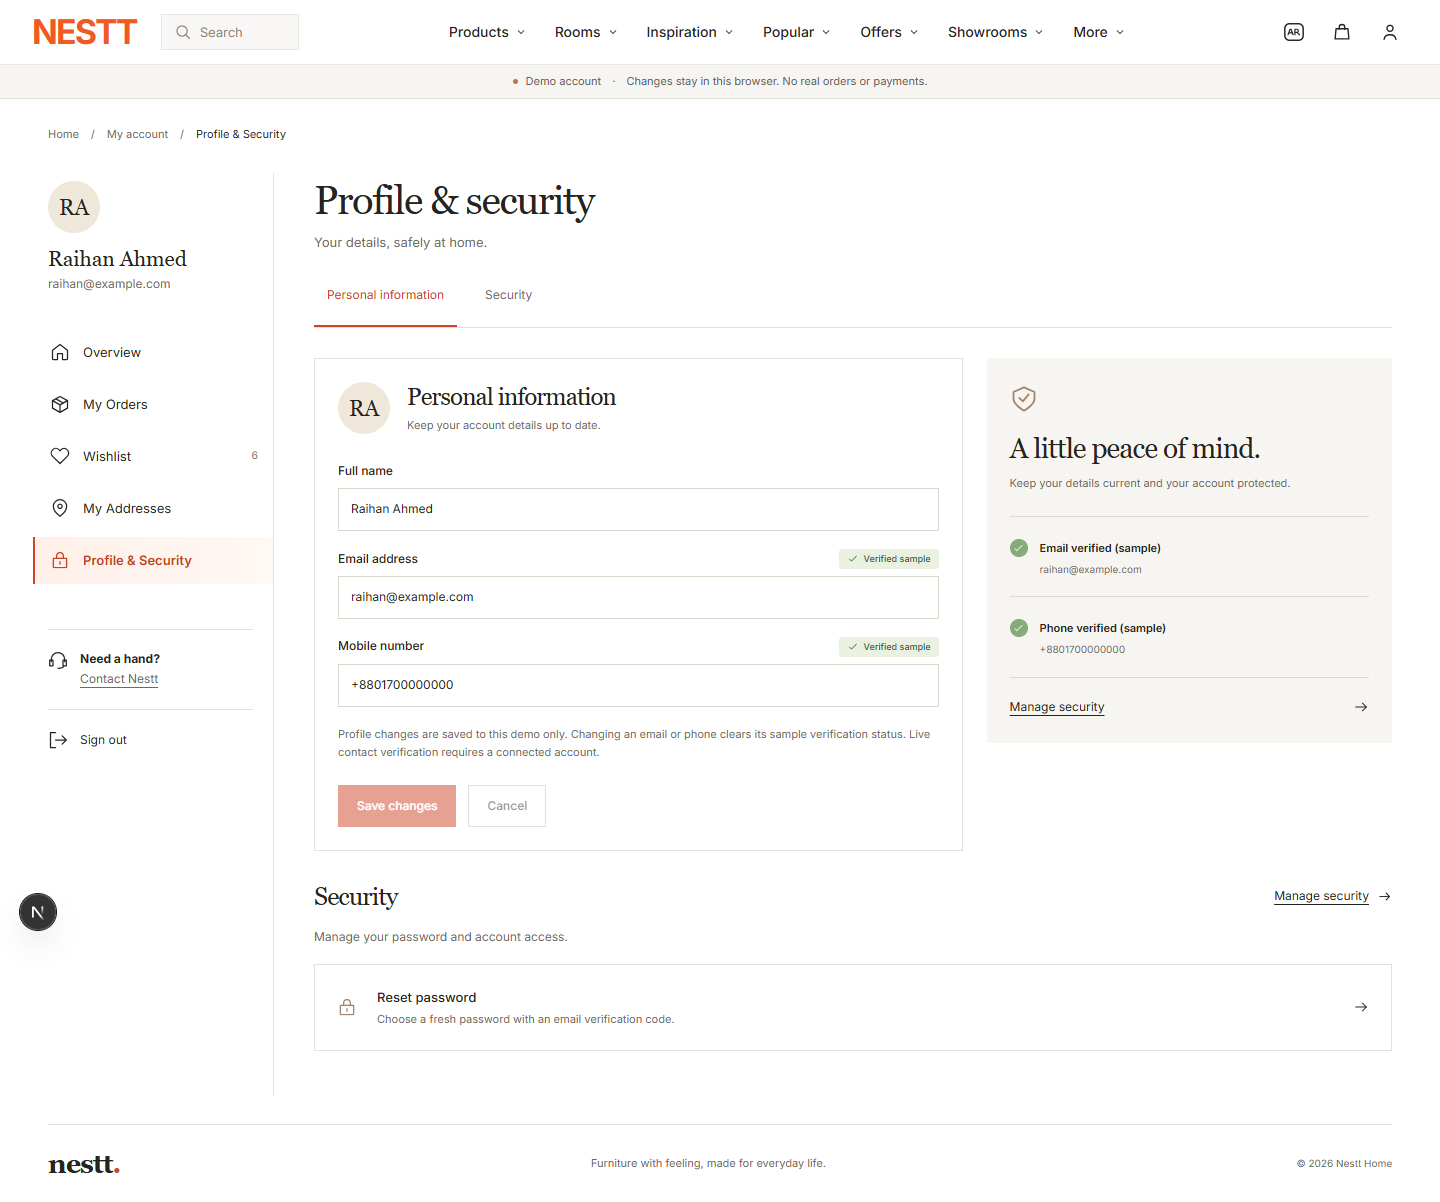 NESTT
Search
Products
Rooms
Inspiration
Popular
Offers
Showrooms
More
AR
Demo account · Changes stay in this browser. No real orders or payments.
Home / My account / Profile & Security
RA
Raihan Ahmed
raihan@example.com
Overview
My Orders
Wishlist 6
My Addresses
Profile & Security
Need a hand?
Contact Nestt
Sign out
N
Profile & security
Your details, safely at home.
Personal information
Security
RA
Personal information
Keep your account details up to date.
Full name
Raihan Ahmed
Email address
Verified sample
raihan@example.com
Mobile number
Verified sample
+8801700000000
Profile changes are saved to this demo only. Changing an email or phone clears its sample verification status. Live
contact verification requires a connected account.
Save changes
Cancel
A little peace of mind.
Keep your details current and your account protected.
Email verified (sample)
raihan@example.com
Phone verified (sample)
+8801700000000
Manage security
Security
Manage security
Manage your password and account access.
Reset password
Choose a fresh password with an email verification code.
nestt.
Furniture with feeling, made for everyday life.
© 2026 Nestt Home